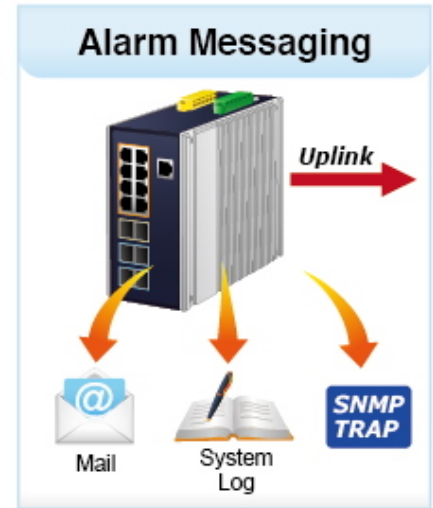 Alarm Messaging
Uplink
@
Mail
System
Log
SNMP
TRAP